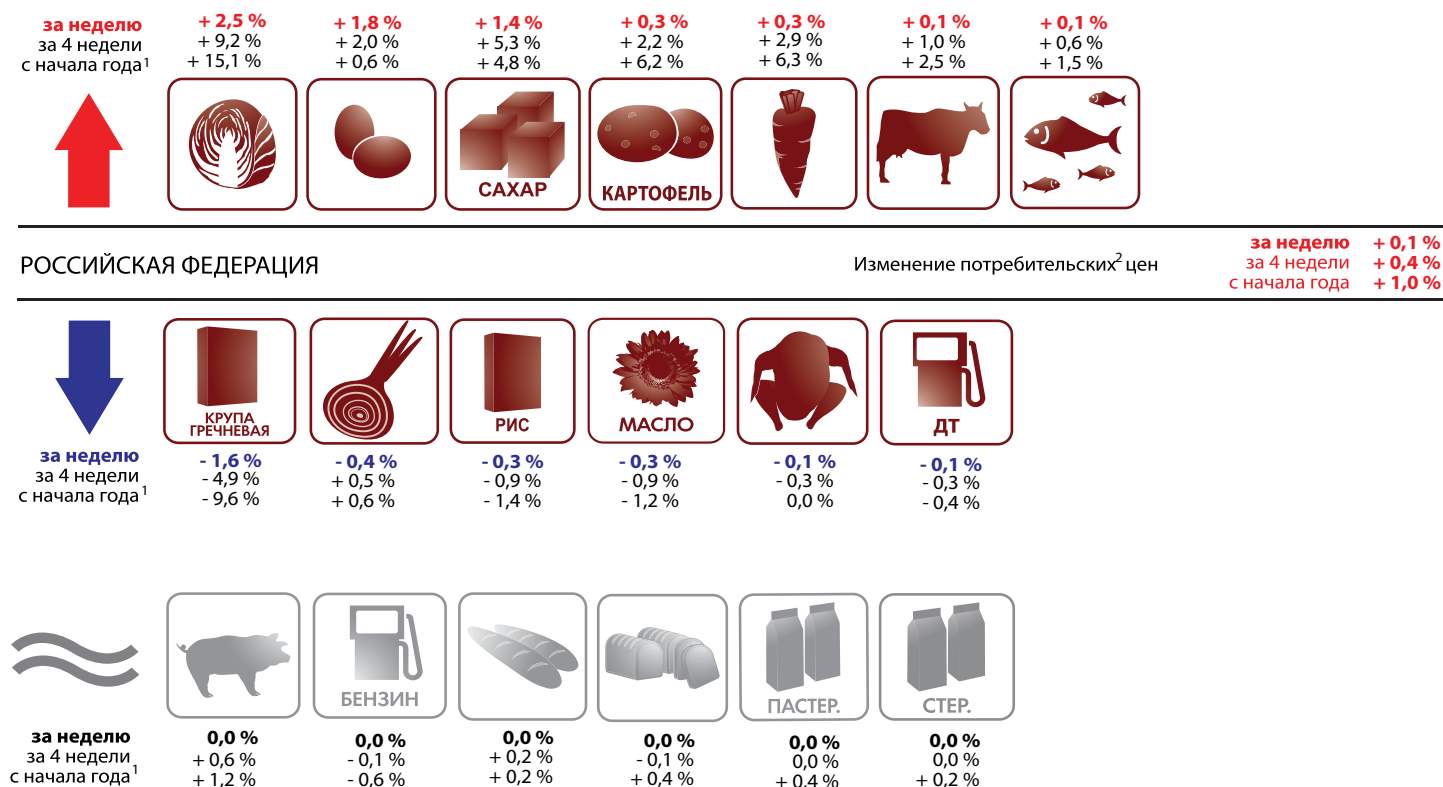 за неделю + 2,5 % + 1,8 % + 1,4 % + 0,3 % + 0,3 % + 0,1 % + 0,1 %
за 4 недели + 9,2 % + 2,0 % + 5,3 % + 2,2 % + 2,9 % + 1,0 % + 0,6 %
с начала года¹ + 15,1 % + 0,6 % + 4,8 % + 6,2 % + 6,3 % + 2,5 % + 1,5 %
САХАР КАРТОФЕЛЬ
РОССИЙСКАЯ ФЕДЕРАЦИЯ
Изменение потребительских² цен
за неделю + 0,1 %
за 4 недели + 0,4 %
с начала года + 1,0 %
КРУПА
ГРЕЧНЕВАЯ
РИС
МАСЛО
ДТ
за неделю - 1,6 % - 0,4 % - 0,3 % - 0,3 % - 0,1 % - 0,1 %
за 4 недели - 4,9 % + 0,5 % - 0,9 % - 0,9 % - 0,3 % - 0,3 %
с начала года¹ - 9,6 % + 0,6 % - 1,4 % - 1,2 % 0,0 % - 0,4 %
БЕНЗИН ПАСТЕР. СТЕР.
за неделю 0,0 % 0,0 % 0,0 % 0,0 % 0,0 % 0,0 %
за 4 недели + 0,6 % - 0,1 % + 0,2 % - 0,1 % 0,0 % 0,0 %
с начала года¹ + 1,2 % - 0,6 % + 0,2 % + 0,4 % + 0,4 % + 0,2 %